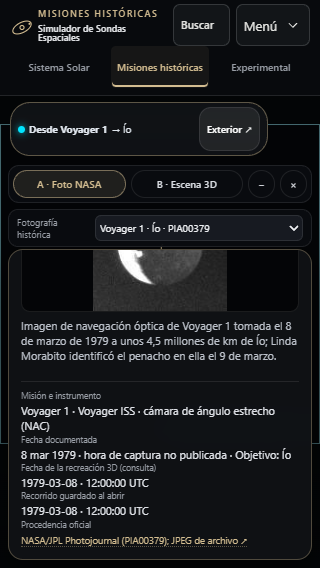 MISIONES HISTÓRICAS
Simulador de Sondas
Espaciales
Buscar
Menú
Sistema Solar
Misiones históricas
Experimental
Desde Voyager 1 → Ío
Exterior ↗
A · Foto NASA
B · Escena 3D
−
×
Fotografía
histórica
Voyager 1 · Ío · PIA00379
Imagen de navegación óptica de Voyager 1 tomada el 8
de marzo de 1979 a unos 4,5 millones de km de Ío; Linda
Morabito identificó el penacho en ella el 9 de marzo.
Misión e instrumento
Voyager 1 · Voyager ISS · cámara de ángulo estrecho
(NAC)
Fecha documentada
8 mar 1979 · hora de captura no publicada · Objetivo: Ío
Fecha de la recreación 3D (consulta)
1979-03-08 · 12:00:00 UTC
Recorrido guardado al abrir
1979-03-08 · 12:00:00 UTC
Procedencia oficial
NASA/JPL Photojournal (PIA00379); JPEG de archivo ↗